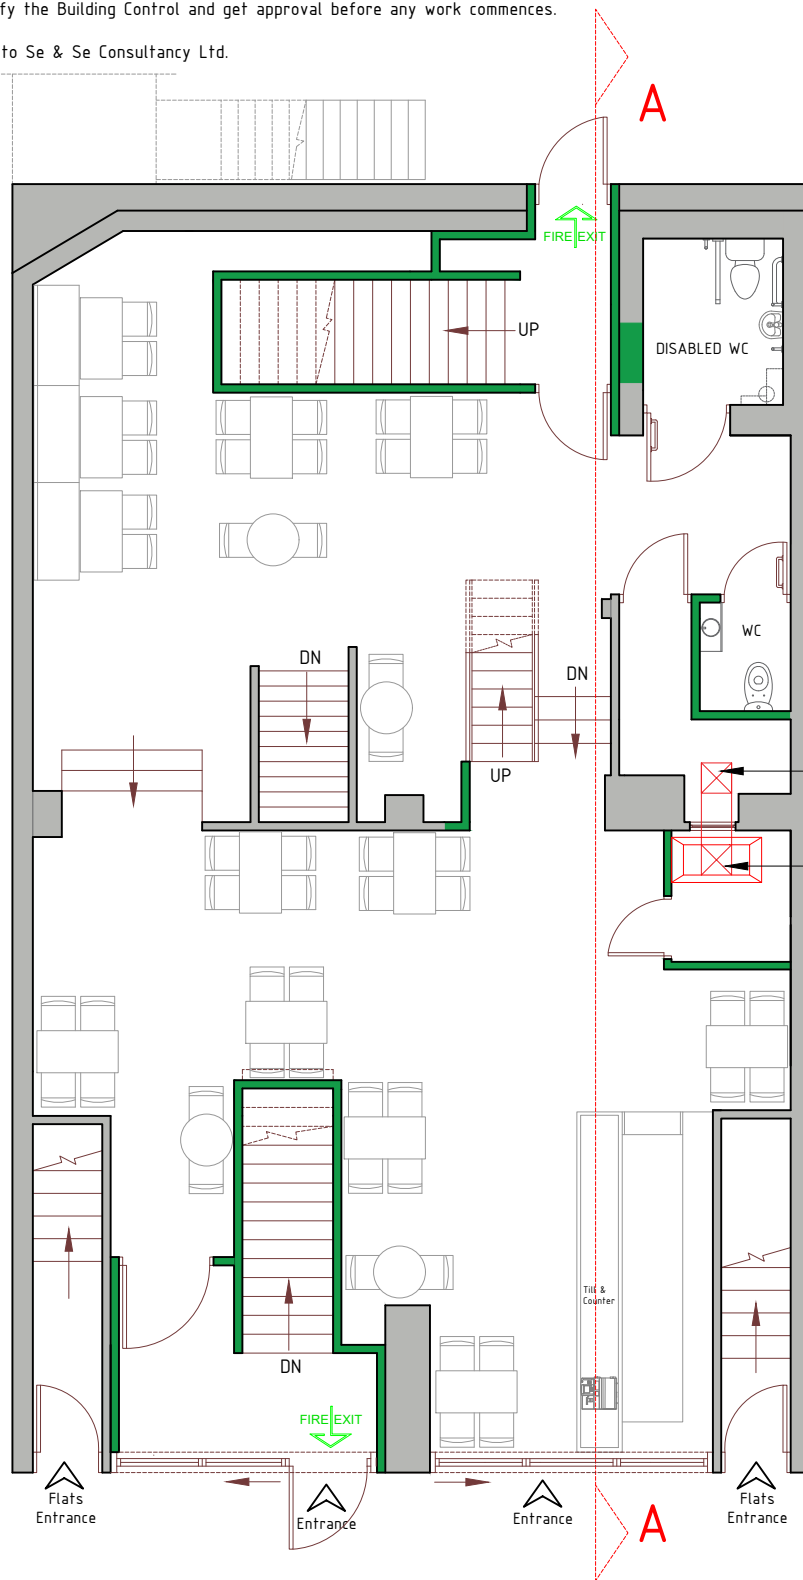 fy the Building Control and get approval before any work commences.
to Se & Se Consultancy Ltd.
A
FIRE EXIT
UP
DISABLED WC
WC
DN
DN
UP
Till &
Counter
DN
FIRE EXIT
Flats
Entrance
Entrance
Entrance
Flats
Entrance
A